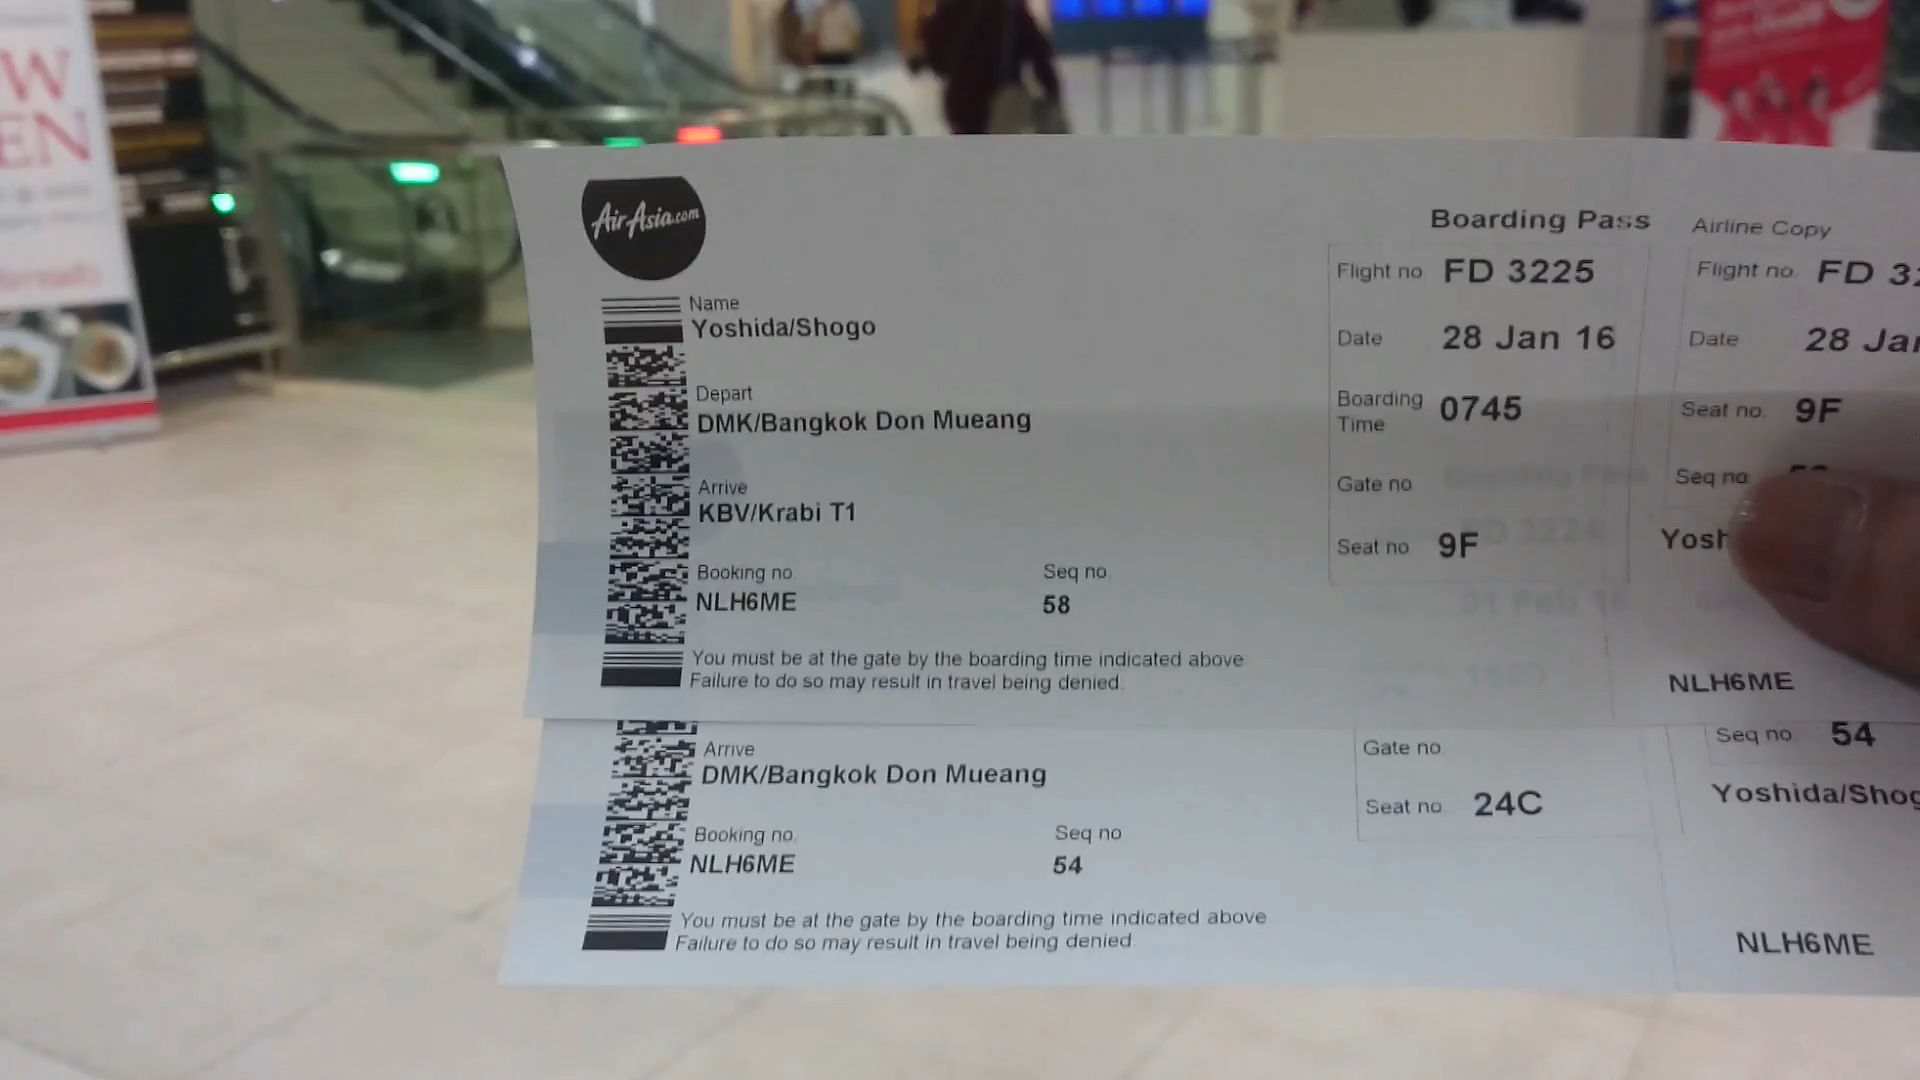 W
EN
AirAsia.com
Boarding Pass
Airline Copy
Name
Yoshida/Shogo
Flight no. FD 3225
Flight no. FD 32
Date 28 Jan 16
Date 28 Jan
Depart
DMK/Bangkok Don Mueang
Boarding Time 0745
Seat no. 9F
Arrive
KBV/Krabi T1
Gate no
Seq no.
Seat no 9F
Yosh
Booking no.
NLH6ME
Seq no.
58
You must be at the gate by the boarding time indicated above
Failure to do so may result in travel being denied.
NLH6ME
Arrive
DMK/Bangkok Don Mueang
Gate no.
Seq no. 54
Seat no 24C
Yoshida/Shog
Booking no.
NLH6ME
Seq no
54
You must be at the gate by the boarding time indicated above
Failure to do so may result in travel being denied.
NLH6ME